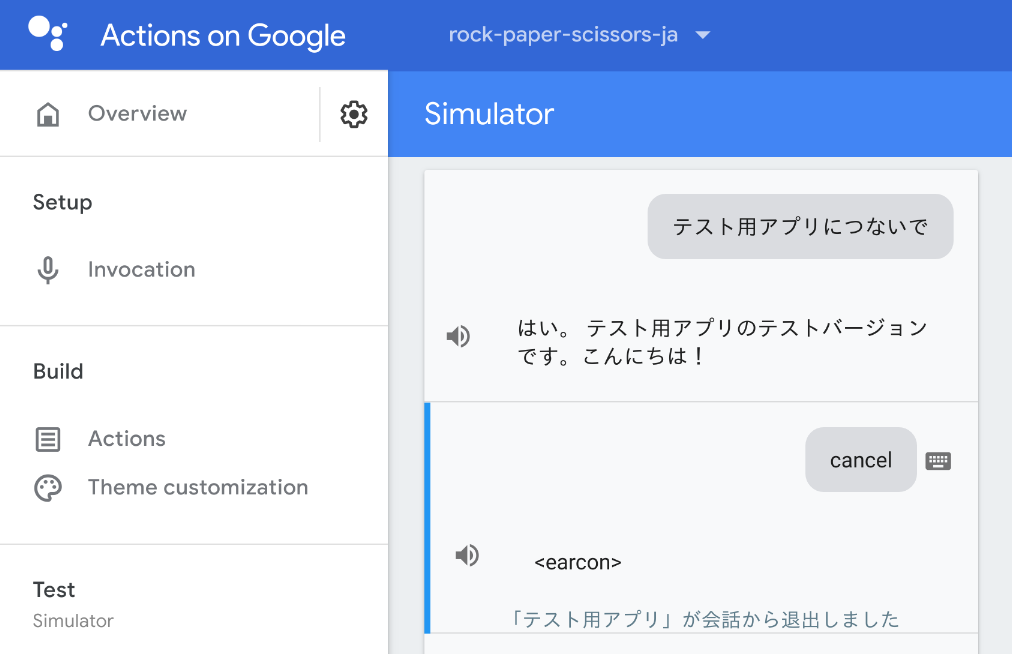 Actions on Google
rock-paper-scissors-ja
Overview
Simulator
Setup
Invocation
Build
Actions
Theme customization
Test
Simulator
テスト用アプリにつないで
はい。 テスト用アプリのテストバージョン
です。こんにちは！
cancel
<earcon>
「テスト用アプリ」が会話から退出しました